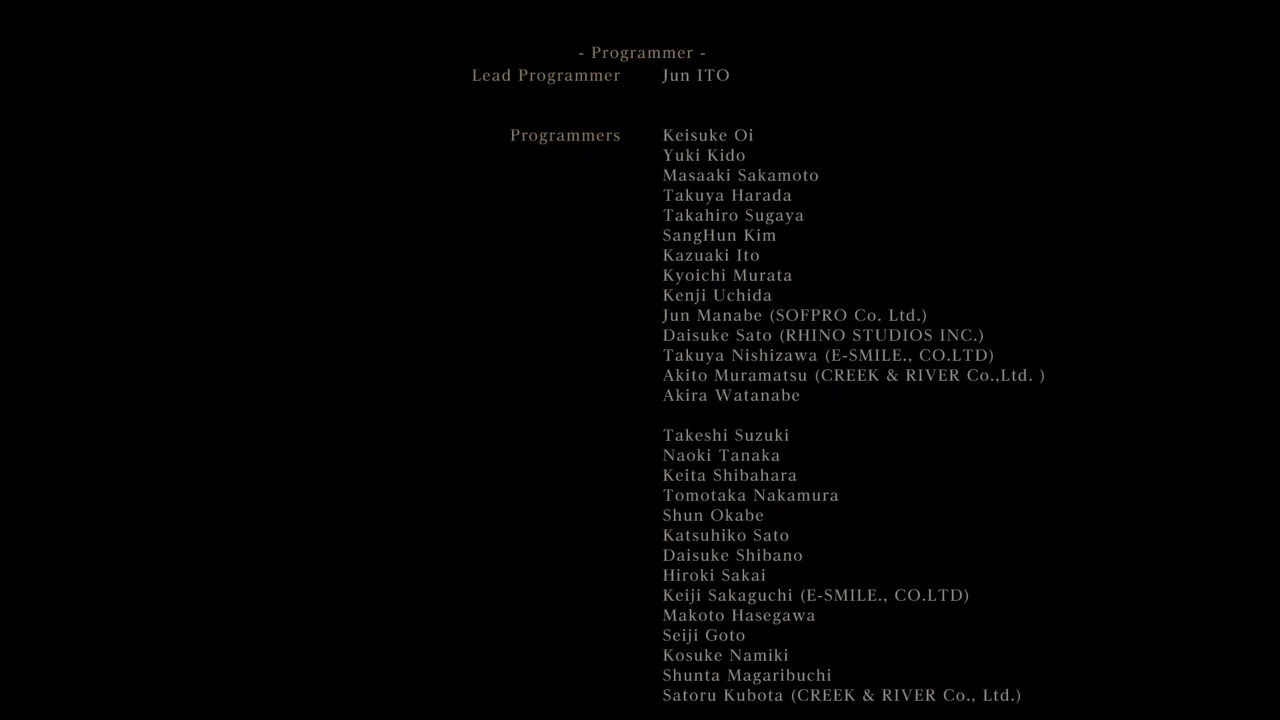 - Programmer -
Lead Programmer Jun ITO
Programmers Keisuke Oi
Yuki Kido
Masaaki Sakamoto
Takuya Harada
Takahiro Sugaya
SangHun Kim
Kazuaki Ito
Kyoichi Murata
Kenji Uchida
Jun Manabe (SOFPRO Co. Ltd.)
Daisuke Sato (RHINO STUDIOS INC.)
Takuya Nishizawa (E-SMILE., CO.LTD)
Akito Muramatsu (CREEK & RIVER Co.,Ltd. )
Akira Watanabe
Takeshi Suzuki
Naoki Tanaka
Keita Shibahara
Tomotaka Nakamura
Shun Okabe
Katsuhiko Sato
Daisuke Shibano
Hiroki Sakai
Keiji Sakaguchi (E-SMILE., CO.LTD)
Makoto Hasegawa
Seiji Goto
Kosuke Namiki
Shunta Magaribuchi
Satoru Kubota (CREEK & RIVER Co., Ltd.)